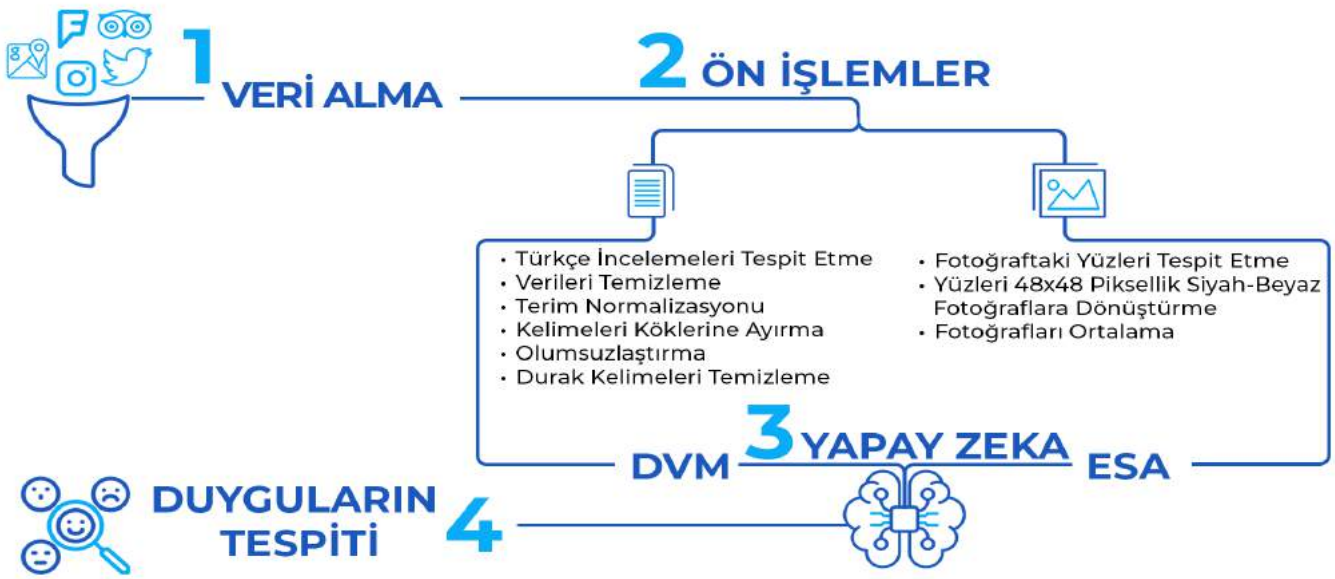 1 VERİ ALMA
2 ÖN İŞLEMLER
• Türkçe İncelemeleri Tespit Etme
• Verileri Temizleme
• Terim Normalizasyonu
• Kelimeleri Köklerine Ayırma
• Olumsuzlaştırma
• Durak Kelimeleri Temizleme
• Fotoğraftaki Yüzleri Tespit Etme
• Yüzleri 48x48 Piksellik Siyah-Beyaz
Fotoğraflara Dönüştürme
• Fotoğrafları Ortalama
DVM 3 YAPAY ZEKA ESA
DUYGULARIN
TESPİTİ 4